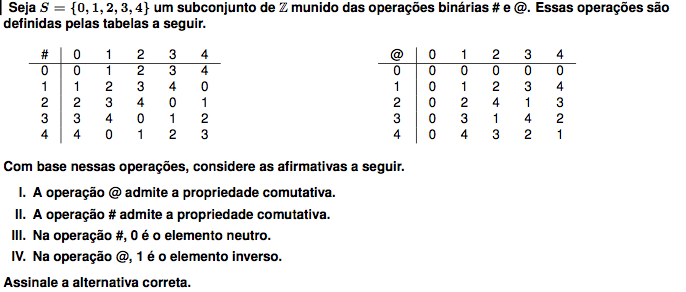 Seja S = {0, 1, 2, 3, 4} um subconjunto de ℤ munido das operações binárias # e @. Essas operações são
definidas pelas tabelas a seguir.
# 0 1 2 3 4
0 0 1 2 3 4
1 1 2 3 4 0
2 2 3 4 0 1
3 3 4 0 1 2
4 4 0 1 2 3
@ 0 1 2 3 4
0 0 0 0 0 0
1 0 1 2 3 4
2 0 2 4 1 3
3 0 3 1 4 2
4 0 4 3 2 1
Com base nessas operações, considere as afirmativas a seguir.
I. A operação @ admite a propriedade comutativa.
II. A operação # admite a propriedade comutativa.
III. Na operação #, 0 é o elemento neutro.
IV. Na operação @, 1 é o elemento inverso.
Assinale a alternativa correta.